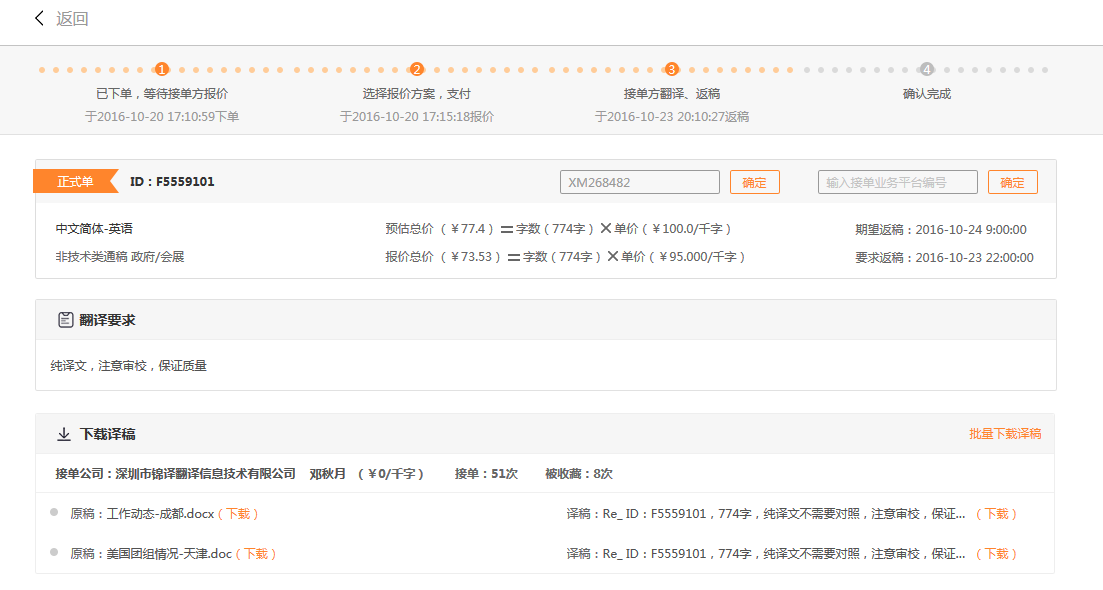 返回
1 2 3 4
已下单，等待接单方报价 选择报价方案，支付 接单方翻译、返稿 确认完成
于2016-10-20 17:10:59下单 于2016-10-20 17:15:18报价 于2016-10-23 20:10:27返稿
正式单 ID：F5559101 XM268482 确定 输入接单业务平台编号 确定
中文简体-英语 预估总价（￥77.4）=字数（774字）×单价（￥100.0/千字） 期望返稿：2016-10-24 9:00:00
非技术类通稿 政府/会展 报价总价（￥73.53）=字数（774字）×单价（￥95.000/千字） 要求返稿：2016-10-23 22:00:00
翻译要求
纯译文，注意审校，保证质量
下载译稿 批量下载译稿
接单公司：深圳市锦译翻译信息技术有限公司 邓秋月 （￥0/千字） 接单：51次 被收藏：8次
原稿：工作动态-成都.docx（下载） 译稿：Re_ ID：F5559101，774字，纯译文不需要对照，注意审校，保证... （下载）
原稿：美国团组情况-天津.doc（下载） 译稿：Re_ ID：F5559101，774字，纯译文不需要对照，注意审校，保证... （下载）